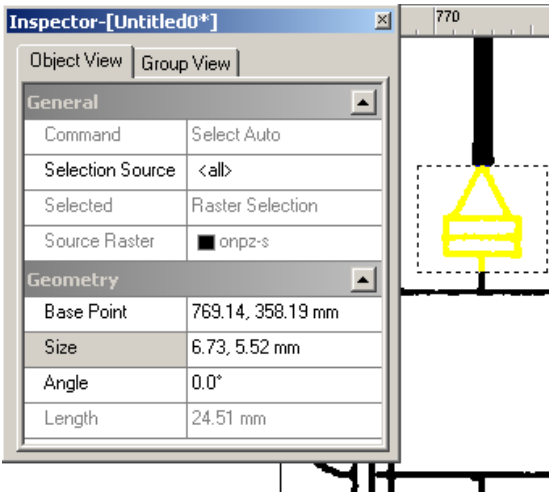 Inspector-[Untitled0*]
770
Object View Group View
General
Command Select Auto
Selection Source <all>
Selected Raster Selection
Source Raster onpz-s
Geometry
Base Point 769.14, 358.19 mm
Size 6.73, 5.52 mm
Angle 0.0°
Length 24.51 mm